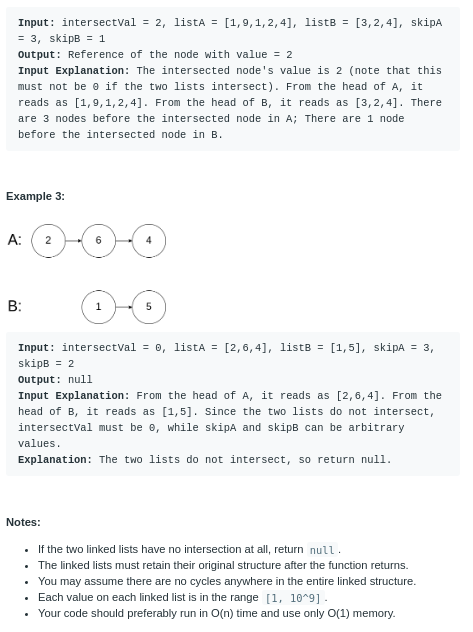 Input: intersectVal = 2, listA = [1,9,1,2,4], listB = [3,2,4], skipA
= 3, skipB = 1
Output: Reference of the node with value = 2
Input Explanation: The intersected node's value is 2 (note that this
must not be 0 if the two lists intersect). From the head of A, it
reads as [1,9,1,2,4]. From the head of B, it reads as [3,2,4]. There
are 3 nodes before the intersected node in A; There are 1 node
before the intersected node in B.
Example 3:
A: 2 6 4
B: 1 5
Input: intersectVal = 0, listA = [2,6,4], listB = [1,5], skipA = 3,
skipB = 2
Output: null
Input Explanation: From the head of A, it reads as [2,6,4]. From the
head of B, it reads as [1,5]. Since the two lists do not intersect,
intersectVal must be 0, while skipA and skipB can be arbitrary
values.
Explanation: The two lists do not intersect, so return null.
Notes:
• If the two linked lists have no intersection at all, return null.
• The linked lists must retain their original structure after the function returns.
• You may assume there are no cycles anywhere in the entire linked structure.
• Each value on each linked list is in the range [1, 10^9].
• Your code should preferably run in O(n) time and use only O(1) memory.